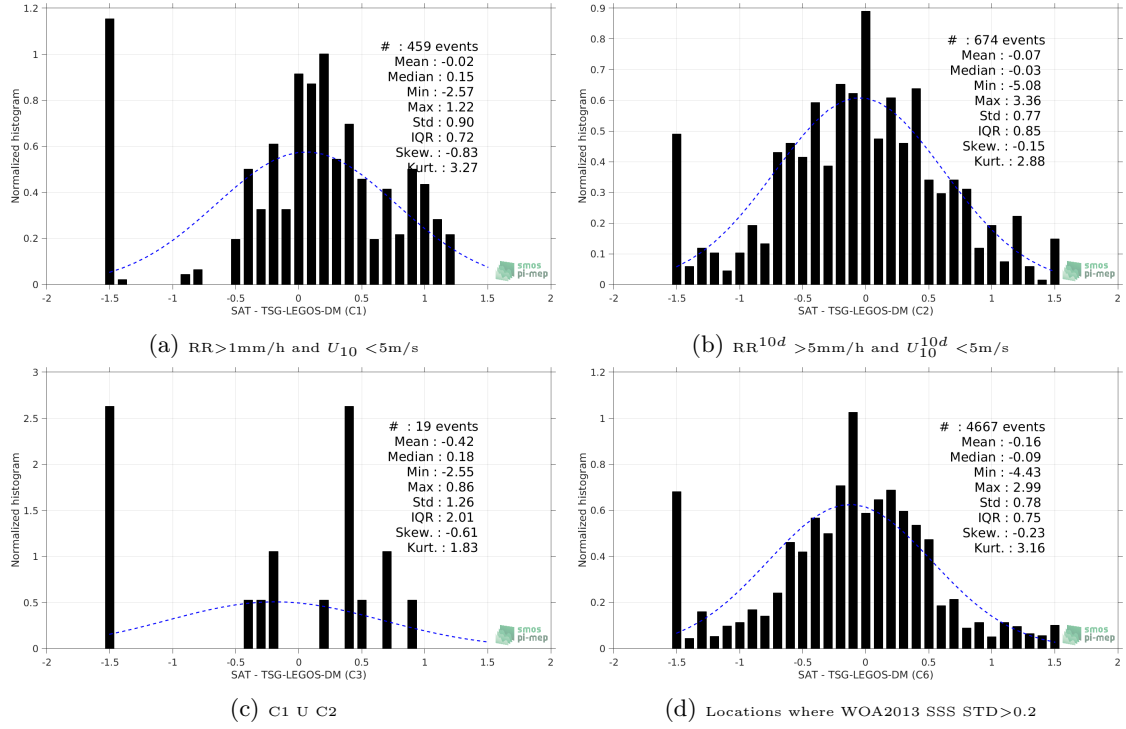 1.2
1
0.8
0.6
0.4
0.2
0
Normalized histogram
# : 459 events
Mean : -0.02
Median : 0.15
Min : -2.57
Max : 1.22
Std : 0.90
IQR : 0.72
Skew. : -0.83
Kurt. : 3.27
smos
pi-mep
-2 -1.5 -1 -0.5 0 0.5 1 1.5 2
SAT - TSG-LEGOS-DM (C1)
(a) RR>1mm/h and U10 <5m/s
0.9
0.8
0.7
0.6
0.5
0.4
0.3
0.2
0.1
0
Normalized histogram
# : 674 events
Mean : -0.07
Median : -0.03
Min : -5.08
Max : 3.36
Std : 0.77
IQR : 0.85
Skew. : -0.15
Kurt. : 2.88
smos
pi-mep
-2 -1.5 -1 -0.5 0 0.5 1 1.5 2
SAT - TSG-LEGOS-DM (C2)
(b) RR^10d >5mm/h and U10^10d <5m/s
3
2.5
2
1.5
1
0.5
0
Normalized histogram
# : 19 events
Mean : -0.42
Median : 0.18
Min : -2.55
Max : 0.86
Std : 1.26
IQR : 2.01
Skew. : -0.61
Kurt. : 1.83
smos
pi-mep
-2 -1.5 -1 -0.5 0 0.5 1 1.5 2
SAT - TSG-LEGOS-DM (C3)
(c) C1 U C2
1.2
1
0.8
0.6
0.4
0.2
0
Normalized histogram
# : 4667 events
Mean : -0.16
Median : -0.09
Min : -4.43
Max : 2.99
Std : 0.78
IQR : 0.75
Skew. : -0.23
Kurt. : 3.16
smos
pi-mep
-2 -1.5 -1 -0.5 0 0.5 1 1.5 2
SAT - TSG-LEGOS-DM (C6)
(d) Locations where WOA2013 SSS STD>0.2